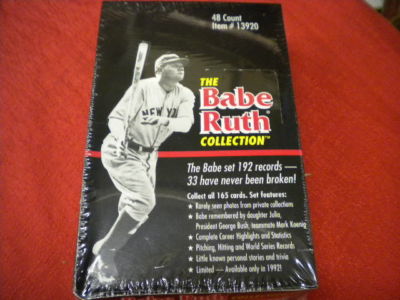 48 Count
Item # 13920
THE
Babe
Ruth
COLLECTION™
NEW YORK
The Babe set 192 records —
33 have never been broken!
Collect all 165 cards. Set features:
★ Rarely seen photos from private collections
★ Babe remembered by daughter Julia,
President George Bush, teammate Mark Koenig
★ Complete Career Highlights and Statistics
★ Pitching, Hitting and World Series Records
★ Little known personal stories and trivia
★ Limited — Available only in 1992!